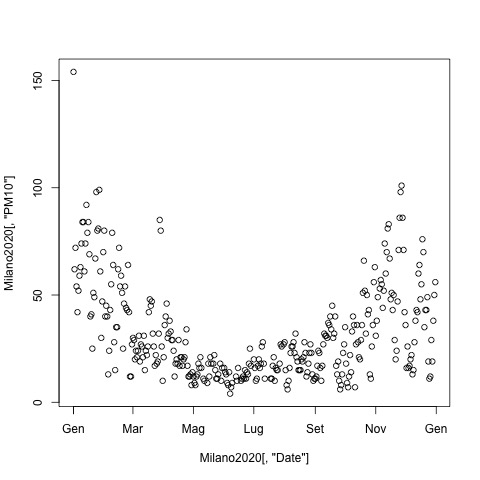 150
100
50
0
Milano2020[, "PM10"]
Gen Mar Mag Lug Set Nov Gen
Milano2020[, "Date"]